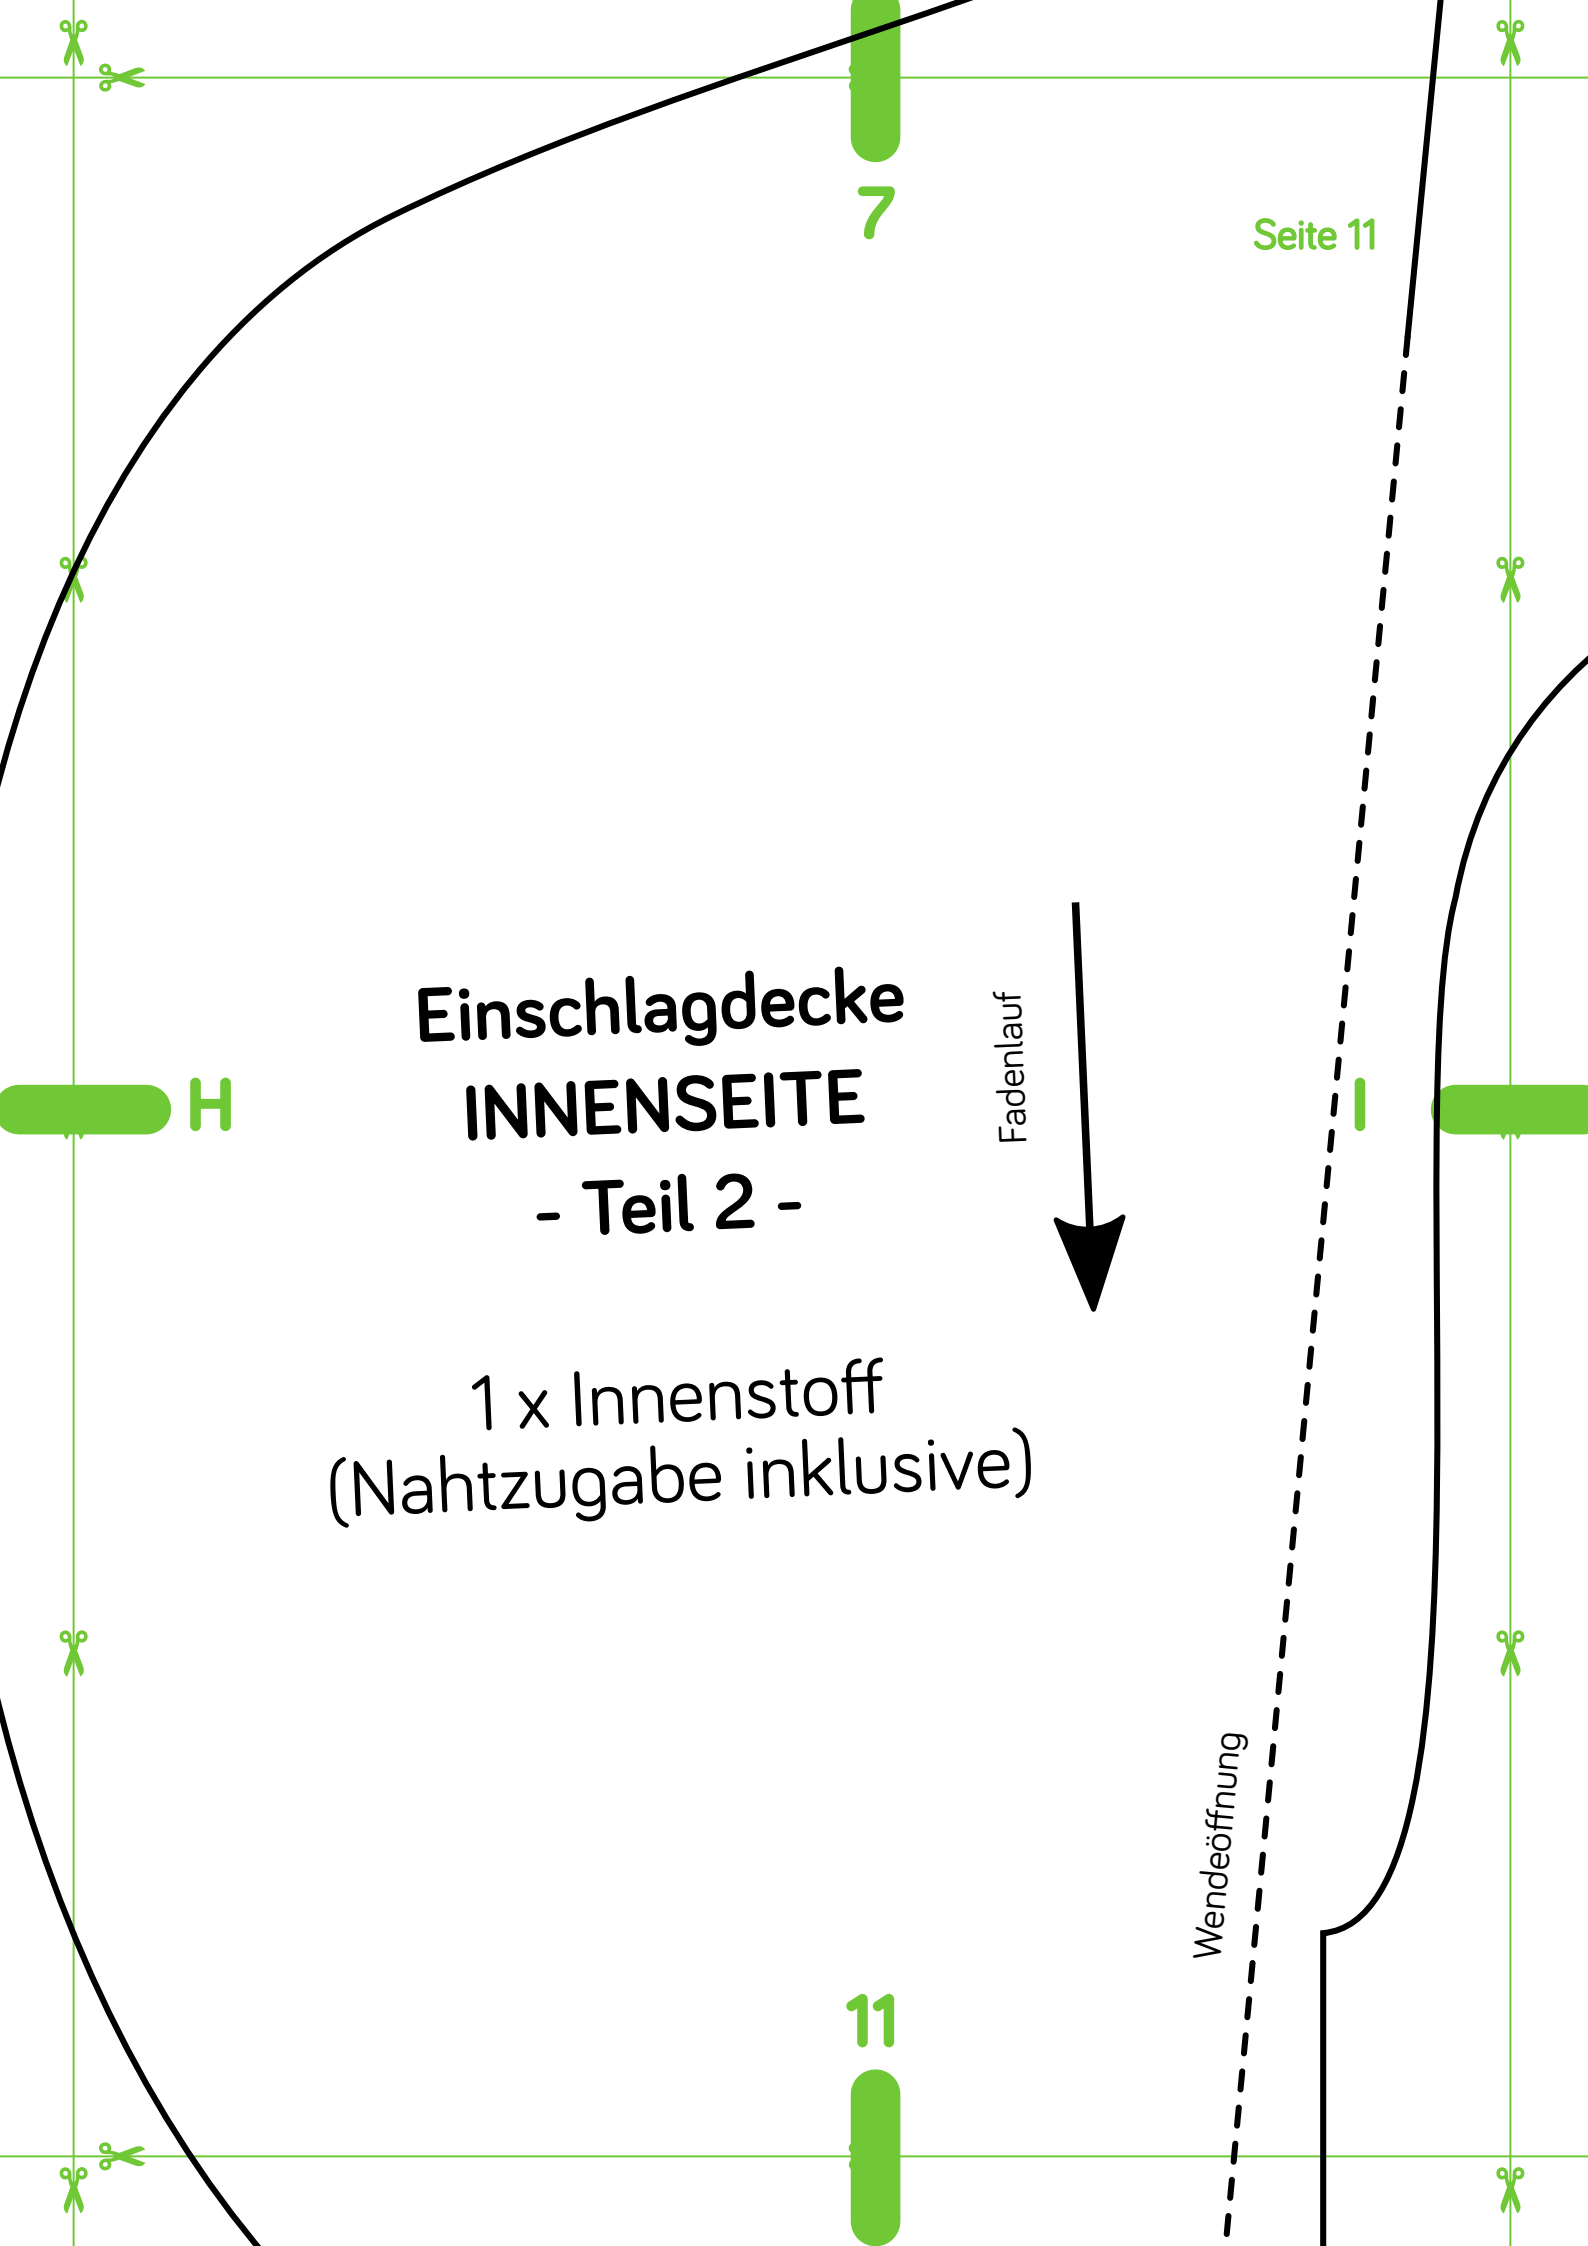 7
Seite 11
Einschlagdecke
INNENSEITE
- Teil 2 -
Fadenlauf
H
I
1 x Innenstoff
(Nahtzugabe inklusive)
Wendeöffnung
11